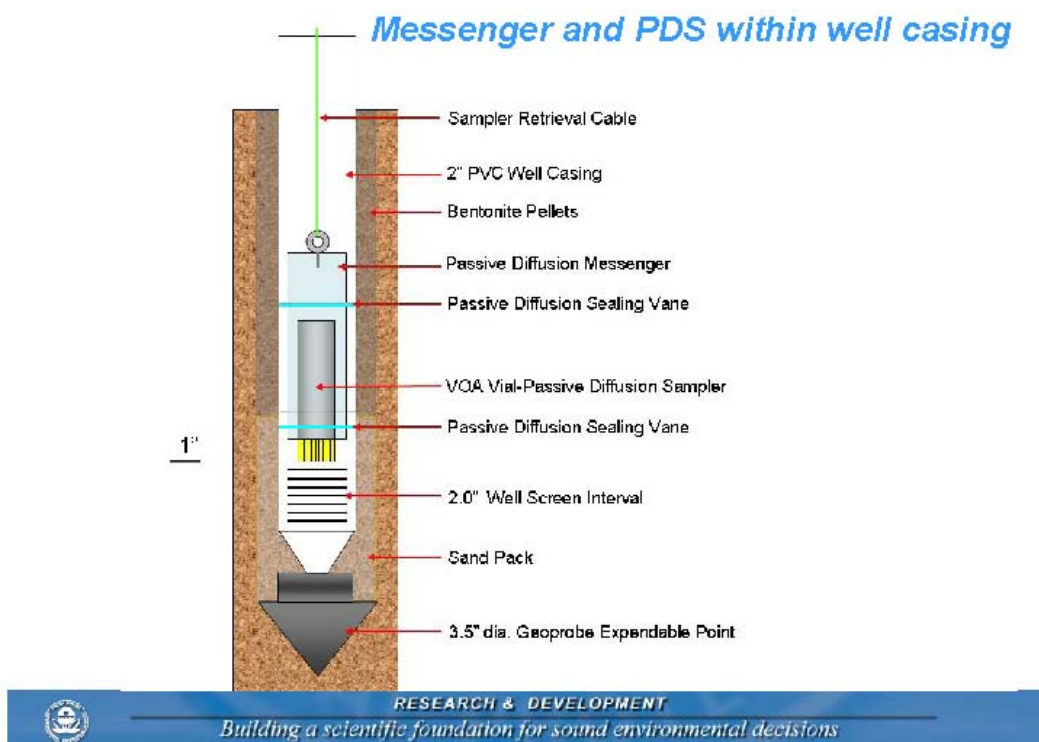 Messenger and PDS within well casing
Sampler Retrieval Cable
2" PVC Well Casing
Bentonite Pellets
Passive Diffusion Messenger
Passive Diffusion Sealing Vane
VOA Vial-Passive Diffusion Sampler
Passive Diffusion Sealing Vane
1"
2.0" Well Screen Interval
Sand Pack
3.5" dia. Geoprobe Expendable Point
RESEARCH & DEVELOPMENT
Building a scientific foundation for sound environmental decisions